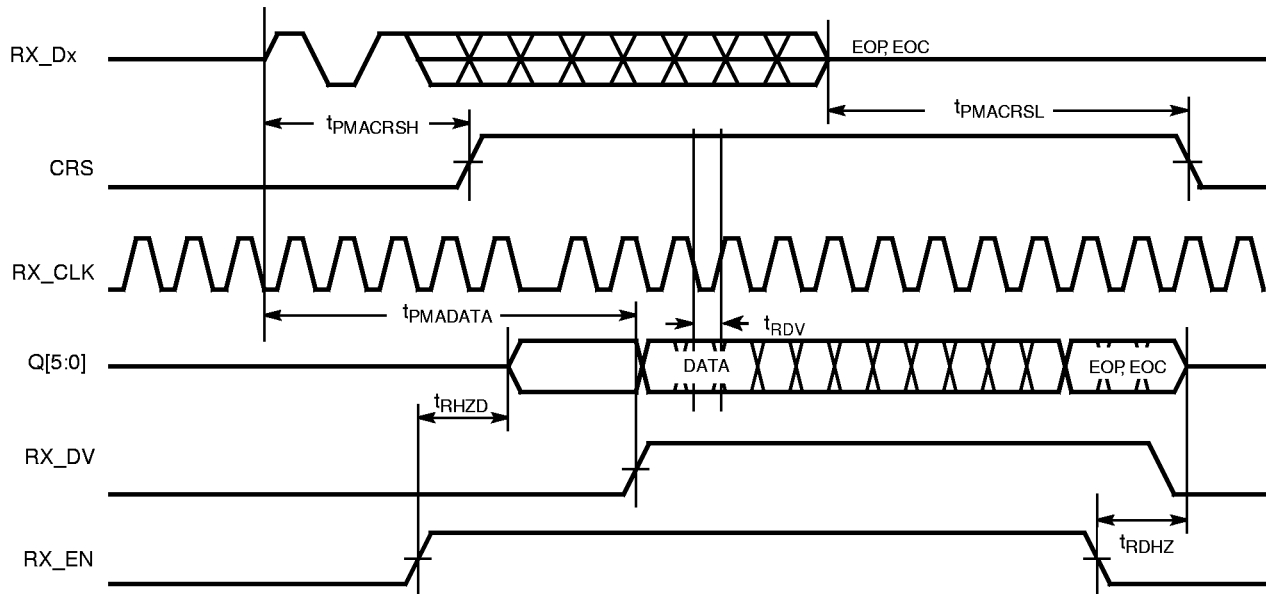 RX_Dx
EOP, EOC
tPMACRSH
tPMACRSL
CRS
RX_CLK
tPMADATA
tRDV
Q[5:0]
DATA
EOP, EOC
tRHZD
RX_DV
RX_EN
tRDHZ